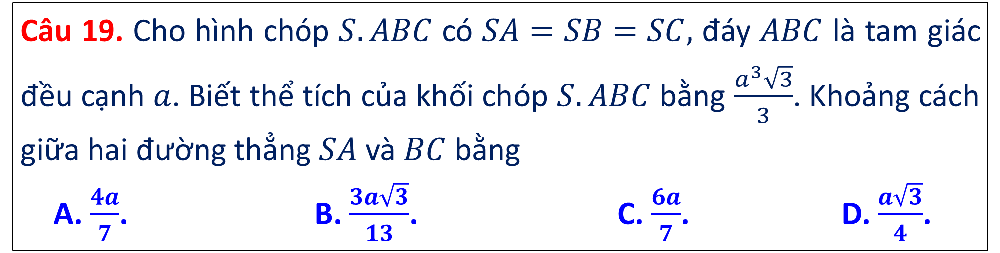 Câu 19. Cho hình chóp S.ABC có SA = SB = SC, đáy ABC là tam giác
đều cạnh a. Biết thể tích của khối chóp S.ABC bằng \frac{a^3\sqrt{3}}{3}. Khoảng cách
giữa hai đường thẳng SA và BC bằng
A. \frac{4a}{7}. B. \frac{3a\sqrt{3}}{13}. C. \frac{6a}{7}. D. \frac{a\sqrt{3}}{4}.